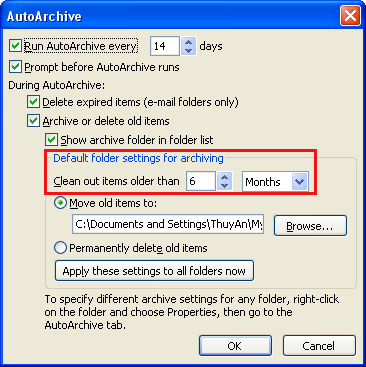 AutoArchive
Run AutoArchive every 14 days
Prompt before AutoArchive runs
During AutoArchive:
Delete expired items (e-mail folders only)
Archive or delete old items
Show archive folder in folder list
Default folder settings for archiving
Clean out items older than 6 Months
Move old items to:
C:\Documents and Settings\ThuyAn\My Browse...
Permanently delete old items
Apply these settings to all folders now
To specify different archive settings for any folder, right-click
on the folder and choose Properties, then go to the
AutoArchive tab.
OK Cancel